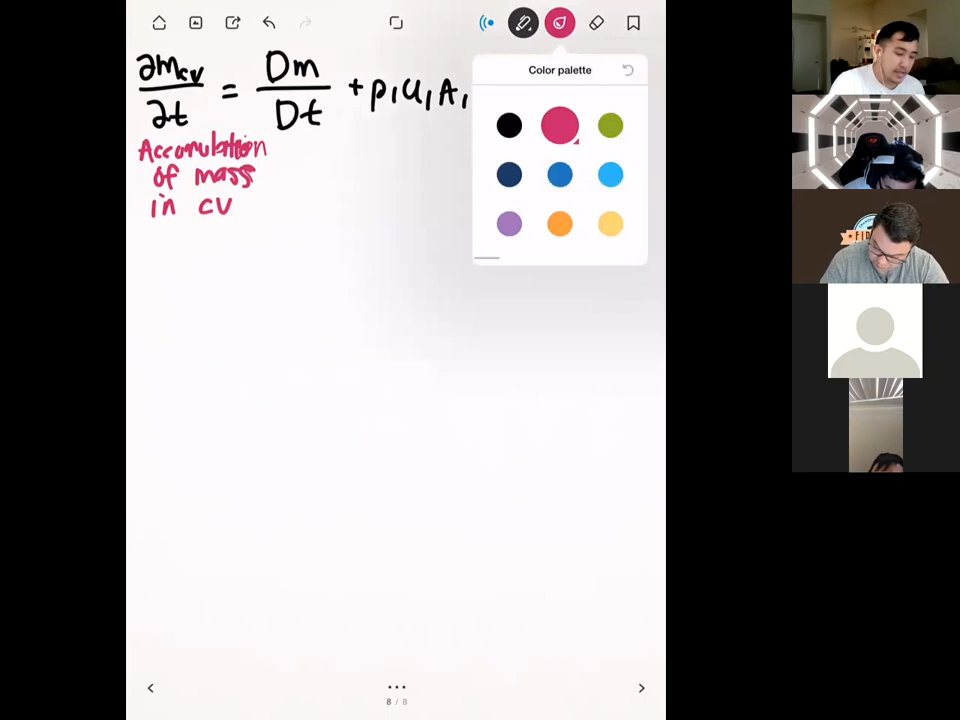 ∂m_cv/∂t = Dm/Dt + ρ₁u₁A₁
Accumulation
of mass
in CV
Color palette
8 / 8